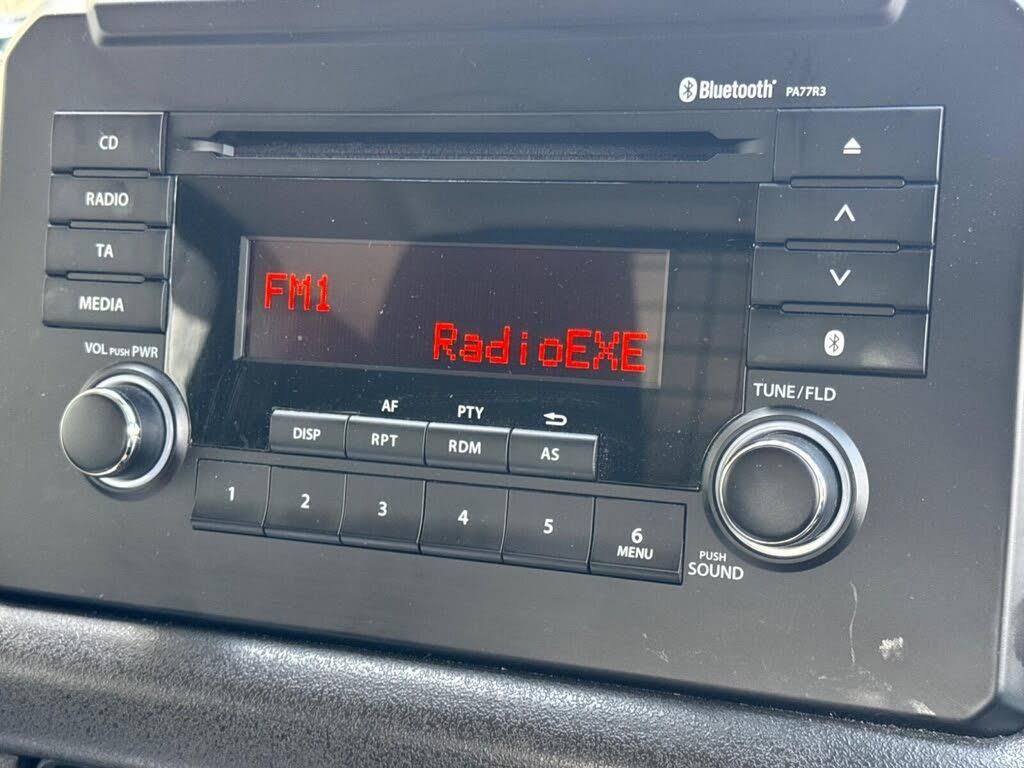 Bluetooth® PA77R3
CD
RADIO
TA
MEDIA
VOL PUSH PWR
FM1
RadioEXE
TUNE/FLD
AF PTY
DISP RPT RDM AS
1 2 3 4 5 6
MENU
PUSH
SOUND